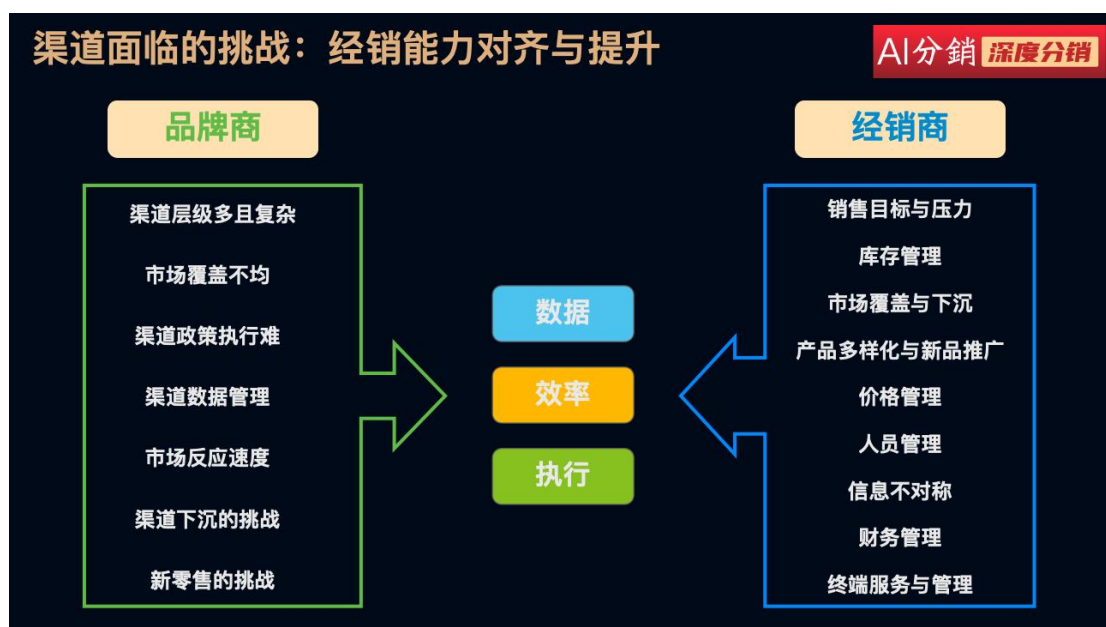 渠道面临的挑战：经销能力对齐与提升
AI分銷 深度分销
品牌商
渠道层级多且复杂
市场覆盖不均
渠道政策执行难
渠道数据管理
市场反应速度
渠道下沉的挑战
新零售的挑战
数据
效率
执行
经销商
销售目标与压力
库存管理
市场覆盖与下沉
产品多样化与新品推广
价格管理
人员管理
信息不对称
财务管理
终端服务与管理